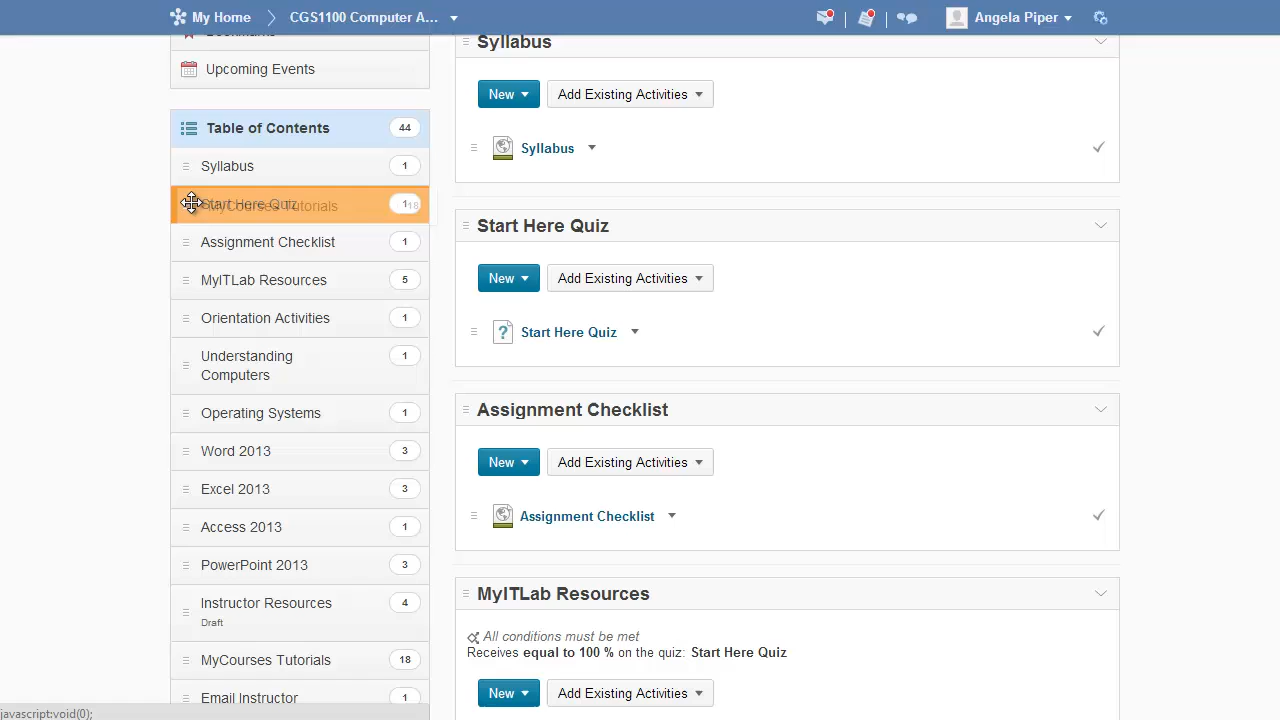 My Home
CGS1100 Computer A...
Angela Piper
Bookmarks
Upcoming Events
Table of Contents 44
Syllabus 1
Start Here Quiz 1
MyCourses Tutorials 18
Assignment Checklist 1
MyITLab Resources 5
Orientation Activities 1
Understanding 1
Computers
Operating Systems 1
Word 2013 3
Excel 2013 3
Access 2013 1
PowerPoint 2013 3
Instructor Resources 4
Draft
MyCourses Tutorials 18
Email Instructor 1
javascript:void(0);
Syllabus
New Add Existing Activities
Syllabus
Start Here Quiz
New Add Existing Activities
Start Here Quiz
Assignment Checklist
New Add Existing Activities
Assignment Checklist
MyITLab Resources
All conditions must be met
Receives equal to 100 % on the quiz: Start Here Quiz
New Add Existing Activities